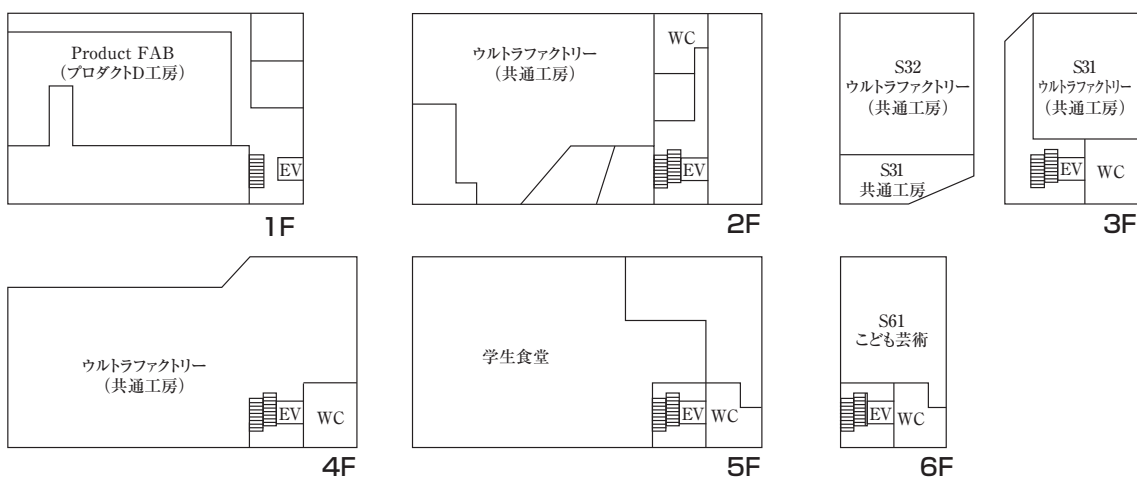 Product FAB
（プロダクトD工房）
EV
1F
ウルトラファクトリー
（共通工房）
WC
EV
2F
S32
ウルトラファクトリー
（共通工房）
S31
共通工房
S31
ウルトラファクトリー
（共通工房）
EV
WC
3F
ウルトラファクトリー
（共通工房）
EV
WC
4F
学生食堂
EV
WC
5F
S61
こども芸術
EV
WC
6F